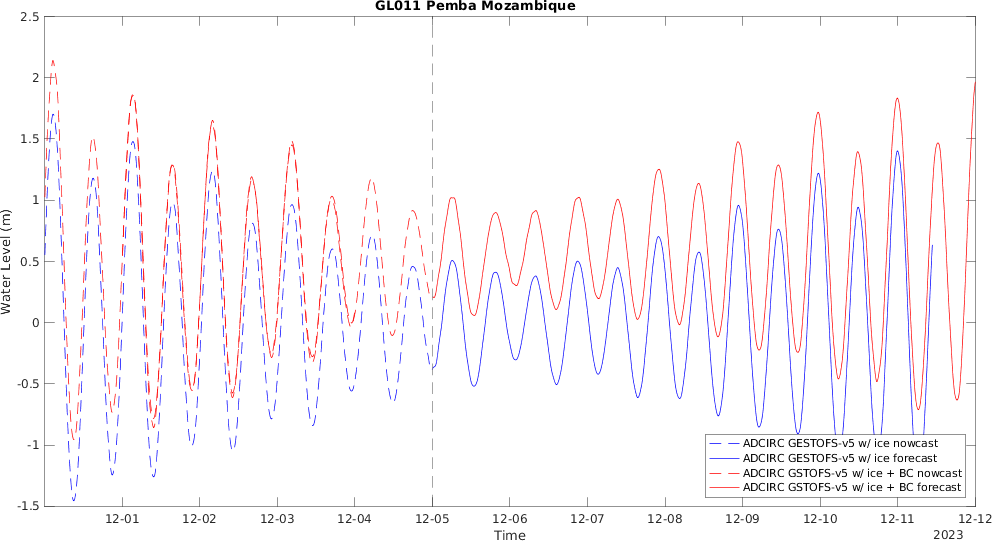 GL011 Pemba Mozambique
2.5
2
1.5
1
0.5
0
-0.5
-1
-1.5
Water Level (m)
ADCIRC GESTOFS-v5 w/ ice nowcast
ADCIRC GESTOFS-v5 w/ ice forecast
ADCIRC GSTOFS-v5 w/ ice + BC nowcast
ADCIRC GSTOFS-v5 w/ ice + BC forecast
12-01 12-02 12-03 12-04 12-05 12-06 12-07 12-08 12-09 12-10 12-11 12-12
Time
2023